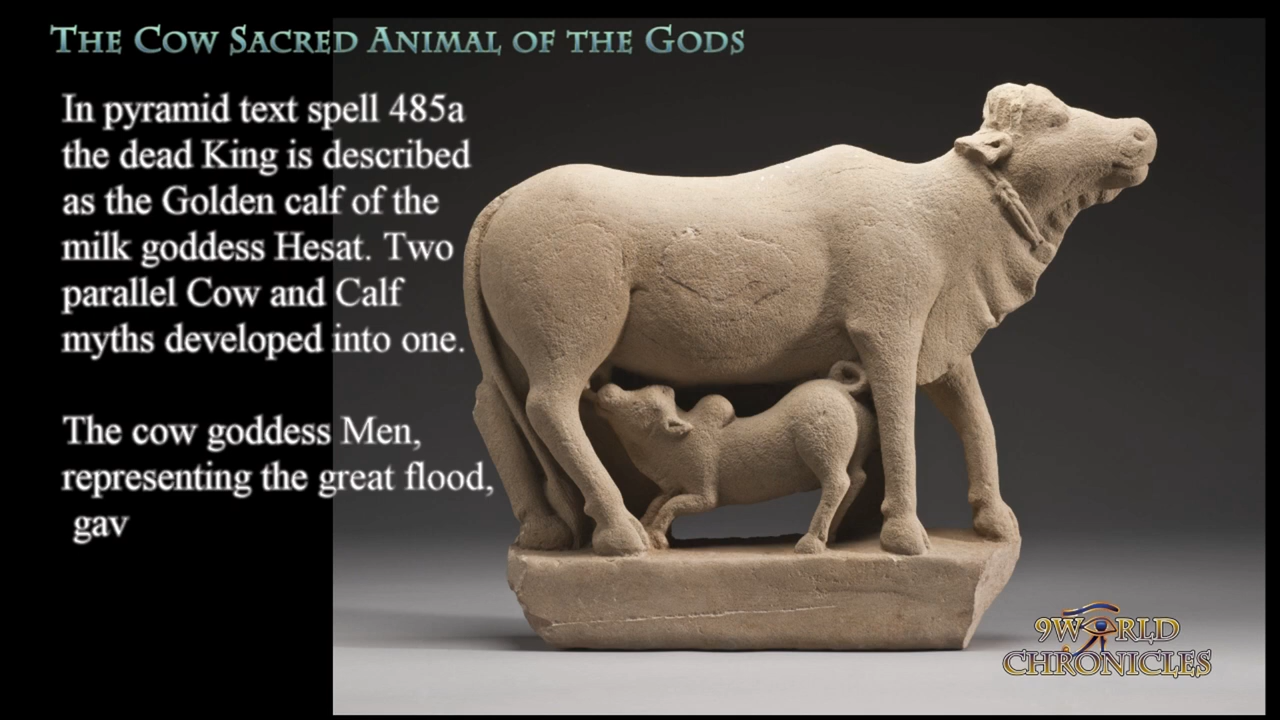 The Cow Sacred Animal of the Gods
In pyramid text spell 485a
the dead King is described
as the Golden calf of the
milk goddess Hesat. Two
parallel Cow and Calf
myths developed into one.
The cow goddess Men,
representing the great flood,
gav
9WORLD
CHRONICLES